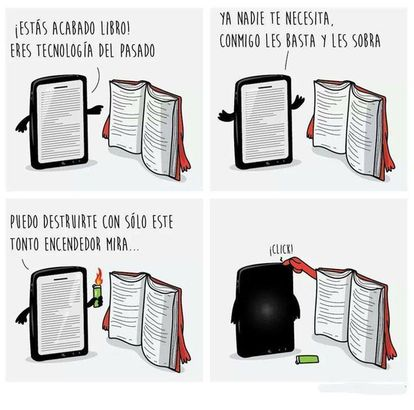 ¡ESTÁS ACABADO LIBRO!
ERES TECNOLOGÍA DEL PASADO
YA NADIE TE NECESITA,
CONMIGO LES BASTA Y LES SOBRA
PUEDO DESTRUIRTE CON SÓLO ESTE
TONTO ENCENDEDOR MIRA...
¡CLICK!